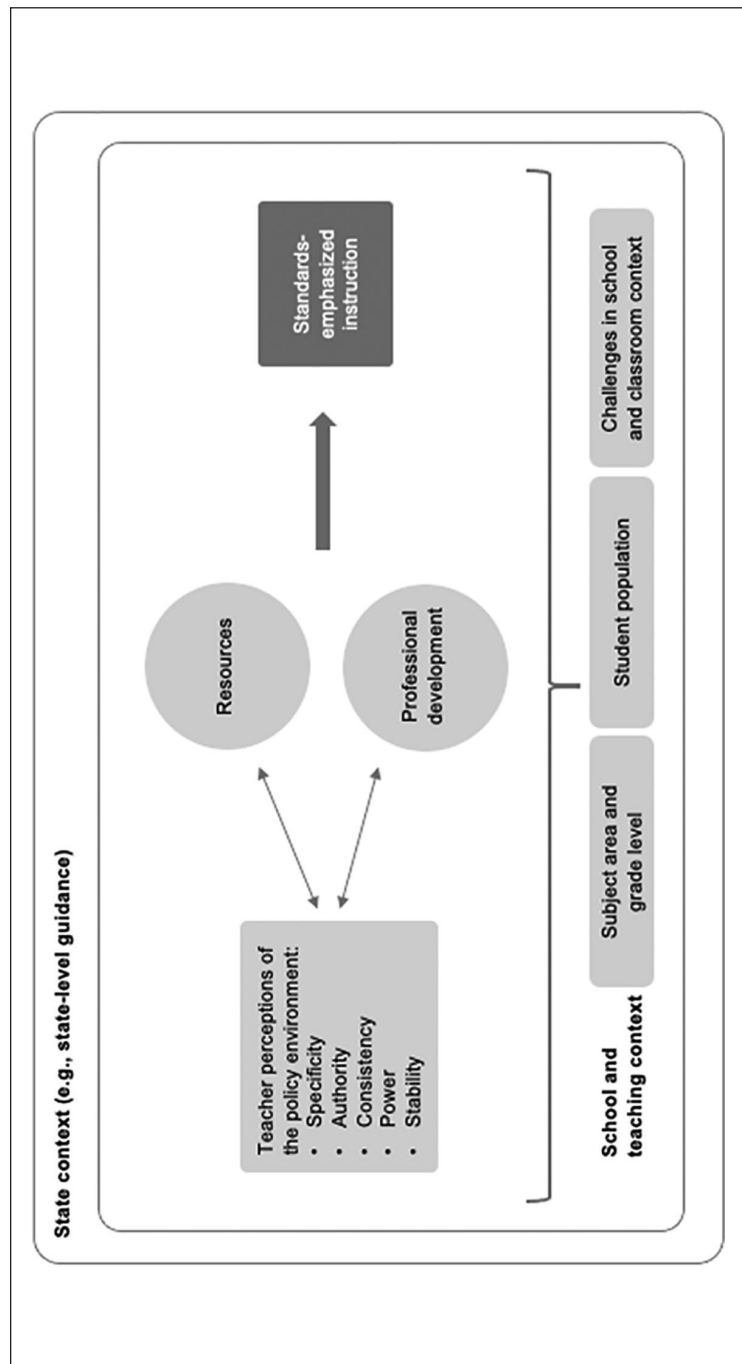 State context (e.g., state-level guidance)
Teacher perceptions of
the policy environment:
• Specificity
• Authority
• Consistency
• Power
• Stability
Resources
Professional
development
Standards-
emphasized
instruction
School and
teaching context
Subject area and
grade level
Student population
Challenges in school
and classroom context